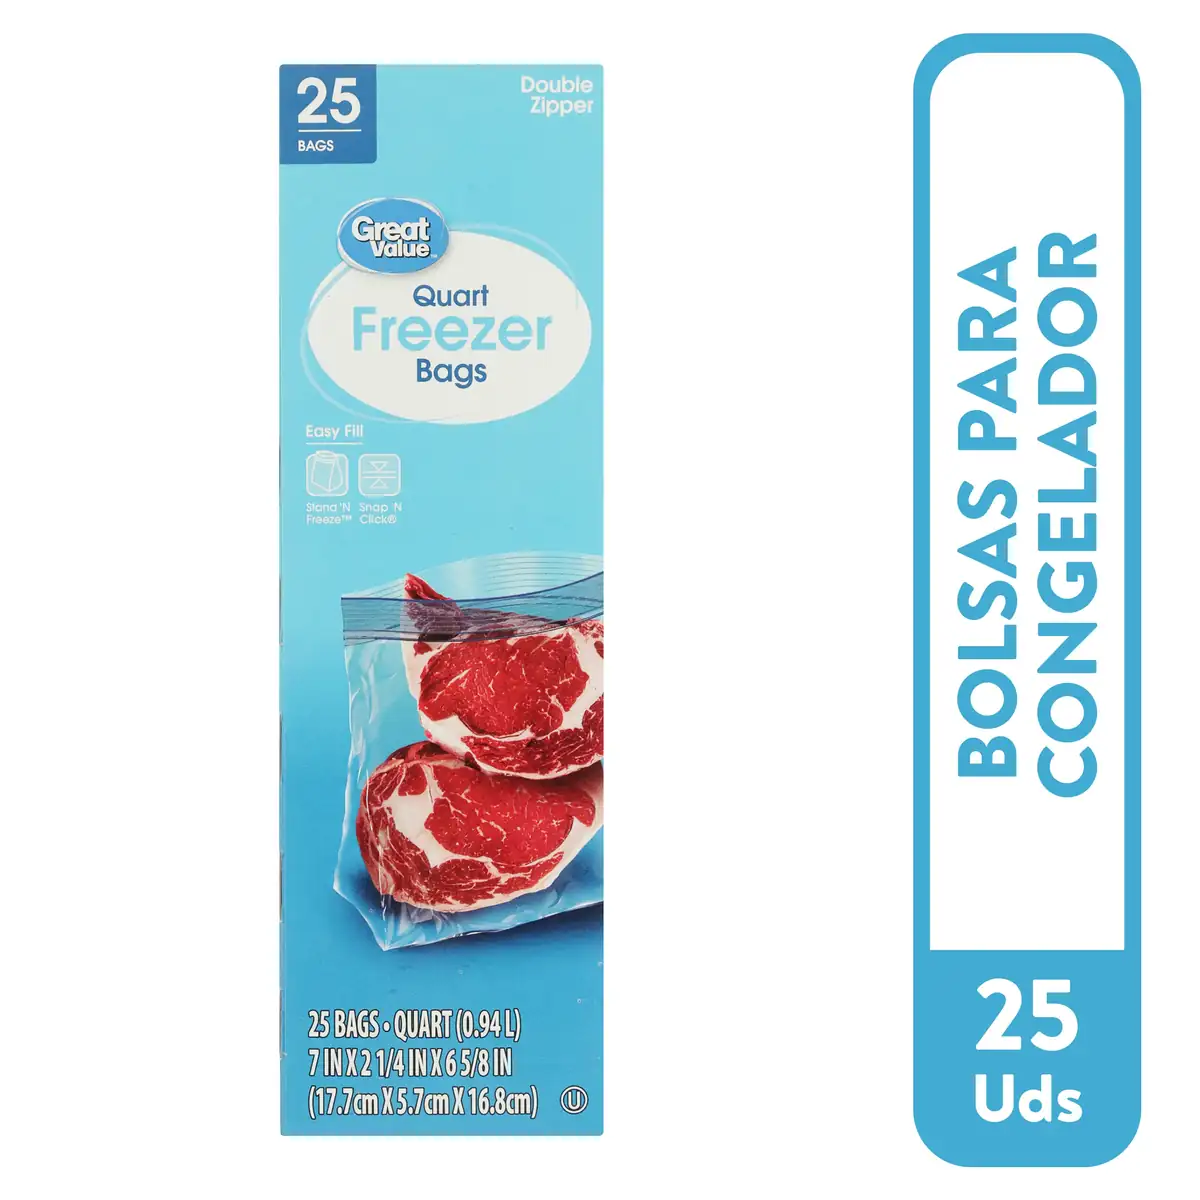 25
BAGS
Double
Zipper
Great
Value™
Quart
Freezer
Bags
Easy Fill
Stand 'N
Freeze™
Snap 'N
Click®
25 BAGS • QUART (0.94 L)
7 IN X 2 1/4 IN X 6 5/8 IN
(17.7cm X 5.7cm X 16.8cm)
U
BOLSAS PARA
CONGELADOR
25
Uds